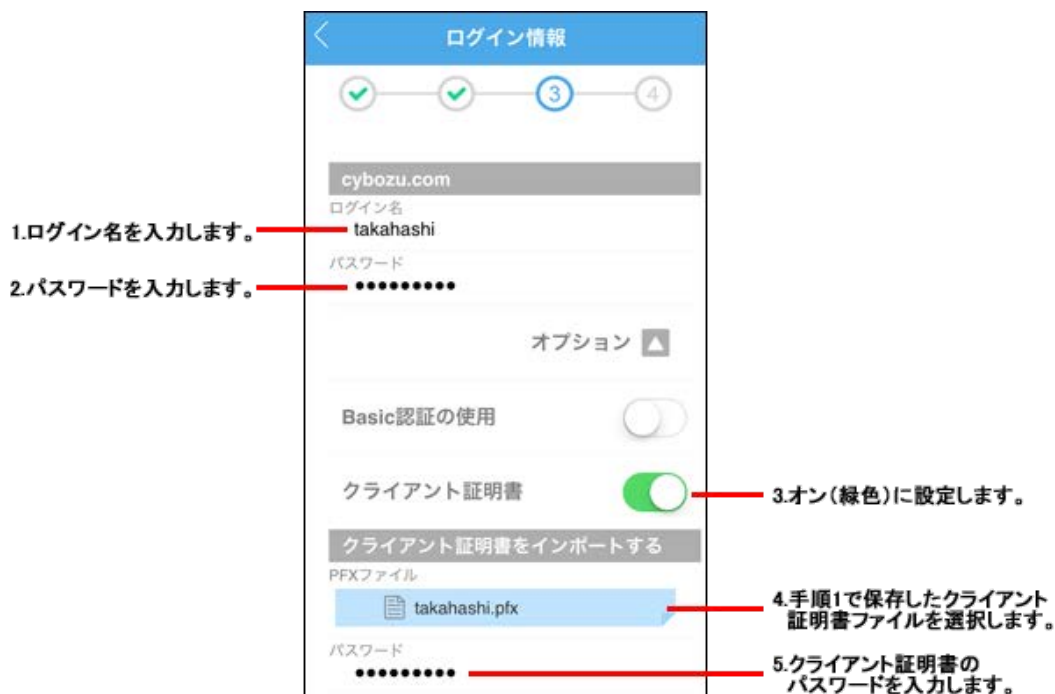 ログイン情報
3
4
cybozu.com
ログイン名
takahashi
1.ログイン名を入力します。
パスワード
●●●●●●●●●
2.パスワードを入力します。
オプション
Basic認証の使用
クライアント証明書
3.オン(緑色)に設定します。
クライアント証明書をインポートする
PFXファイル
takahashi.pfx
4.手順1で保存したクライアント
証明書ファイルを選択します。
パスワード
●●●●●●●●●
5.クライアント証明書の
パスワードを入力します。